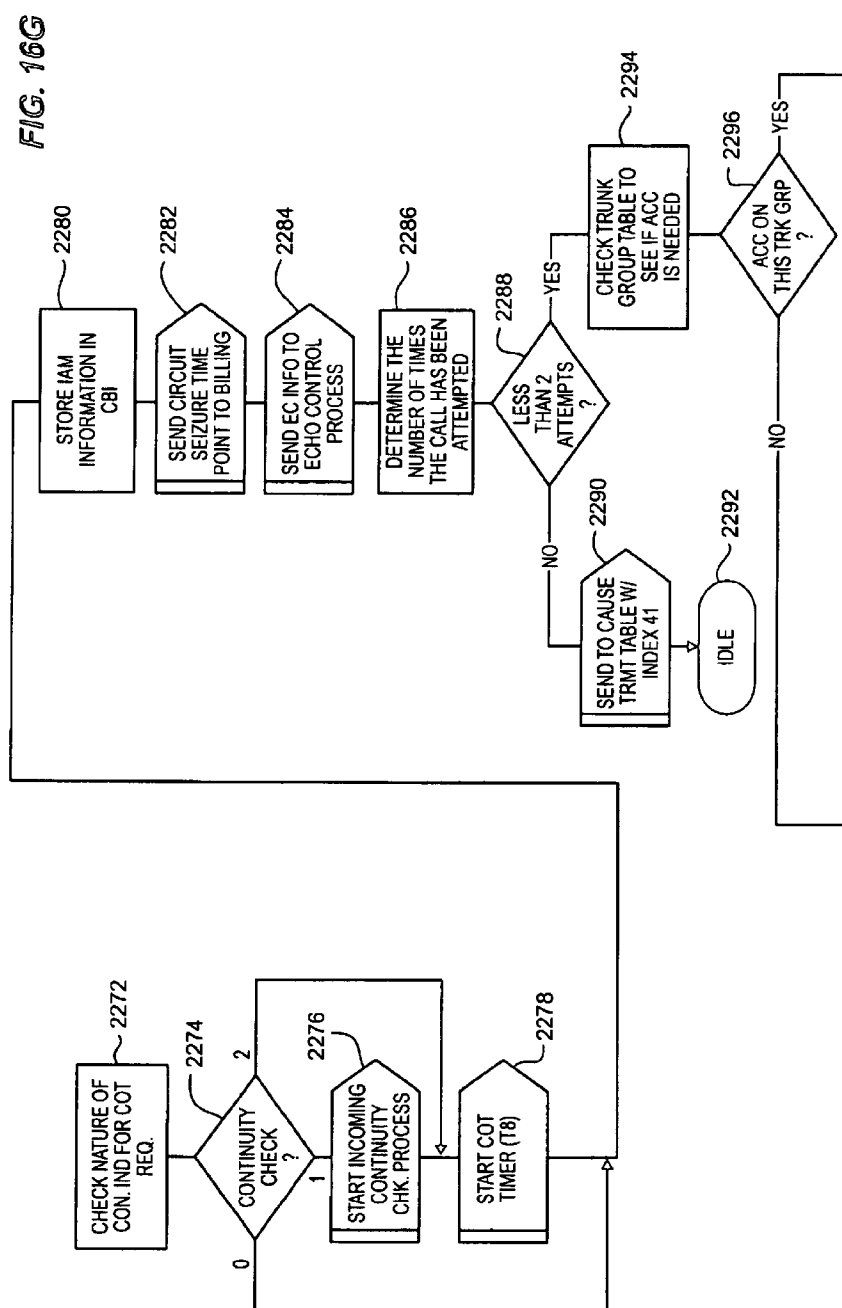 FIG. 16G
2272
CHECK NATURE OF
CON. IND FOR COT
REQ.
2274
CONTINUITY
CHECK
?
0
2
1
2276
START INCOMING
CONTINUITY
CHK. PROCESS
2278
START COT
TIMER (T8)
2280
STORE IAM
INFORMATION IN
CBI
2282
SEND CIRCUIT
SEIZURE TIME
POINT TO BILLING
2284
SEND EC INFO TO
ECHO CONTROL
PROCESS
2286
DETERMINE THE
NUMBER OF TIMES
THE CALL HAS BEEN
ATTEMPTED
2288
LESS
THAN 2
ATTEMPTS
?
NO
YES
2290
SEND TO CAUSE
TRMT TABLE W/
INDEX 41
2292
IDLE
2294
CHECK TRUNK
GROUP TABLE TO
SEE IF ACC
IS NEEDED
2296
ACC ON
THIS TRK GRP
?
NO
YES